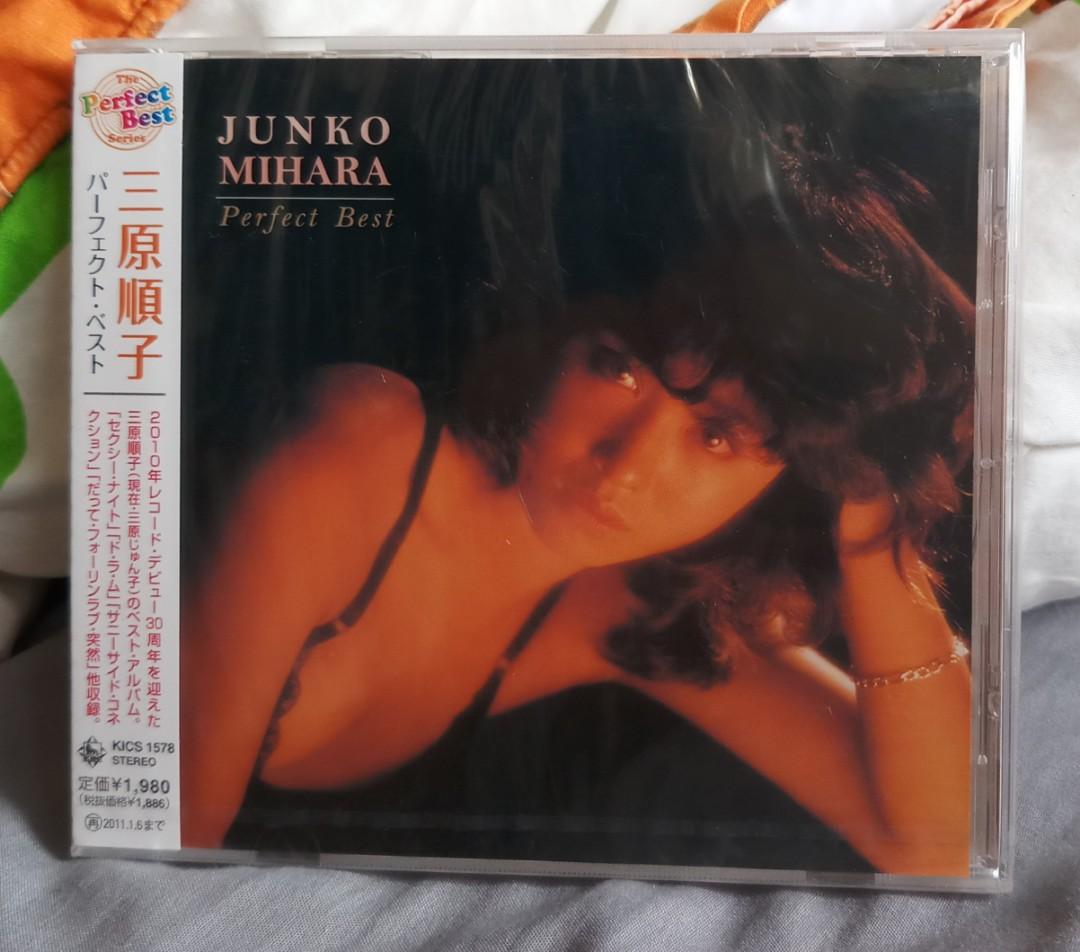 The
Perfect
Best
Series
三原順子
パーフェクト・ベスト
2010年レコード・デビュー30周年を迎えた
三原順子(現在・三原じゅん子)のベスト・アルバム。
「セクシー・ナイト」「ド・ラ・ム」「サニーサイド・コネ
クション」「だって・フォーリンラブ・突然」他収録。
KICS 1578
STEREO
定価¥1,980
(税抜価格¥1,886)
再 2011.1.6まで
JUNKO
MIHARA
Perfect Best